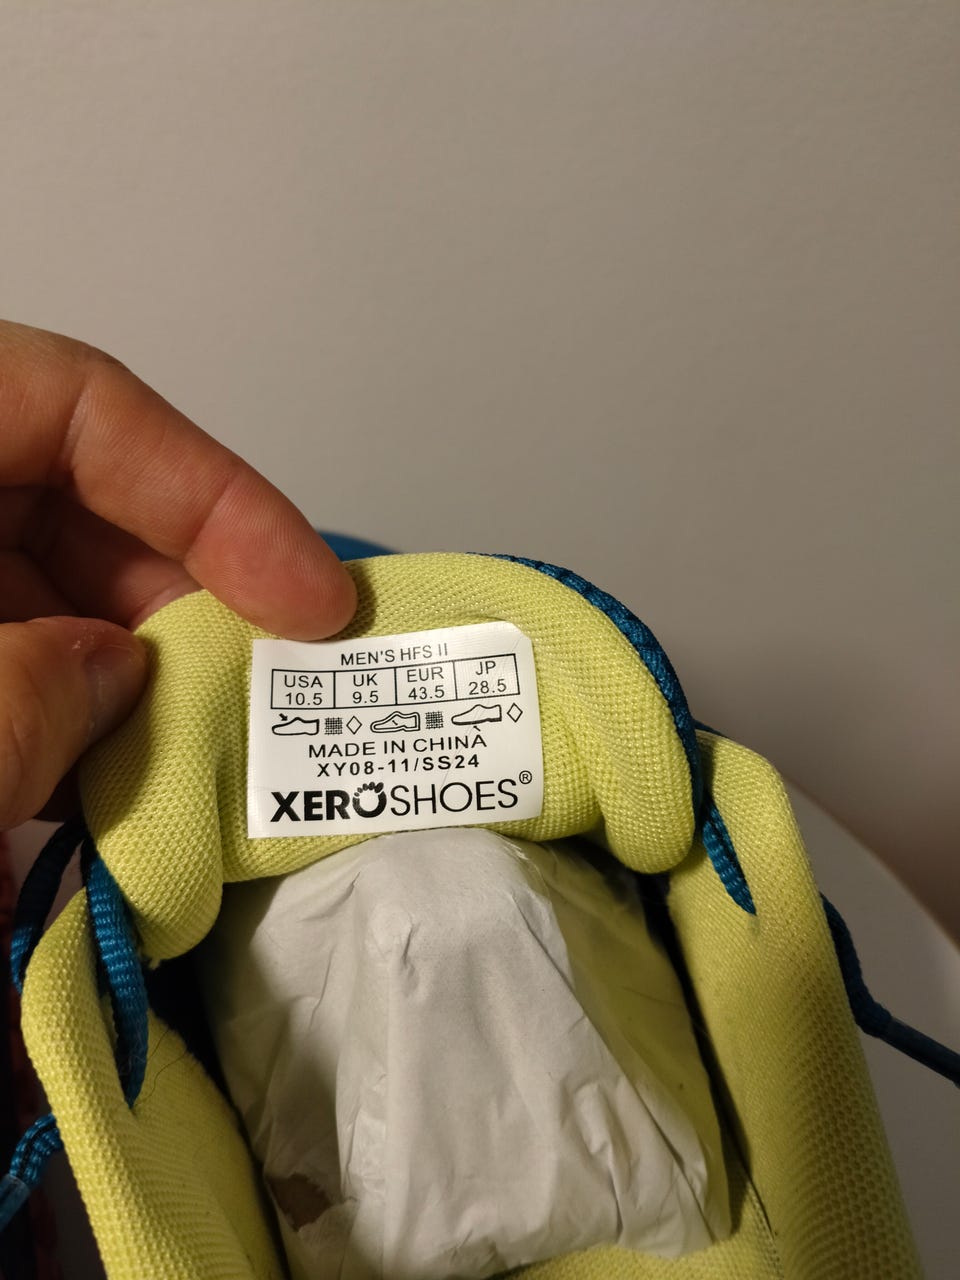 MEN'S HFS II
USA UK EUR JP
10.5 9.5 43.5 28.5
MADE IN CHINA
XY08-11/SS24
XEROSHOES®